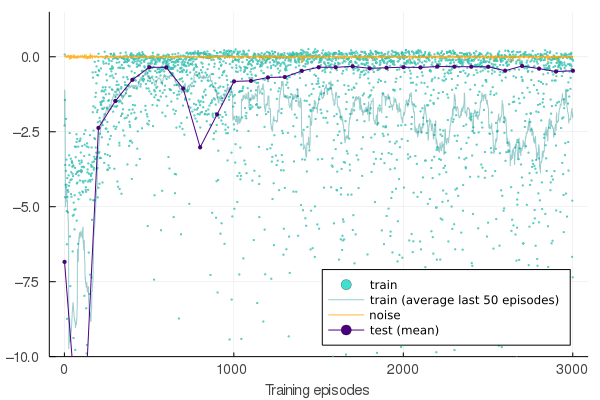 0.0
−2.5
−5.0
−7.5
−10.0
0
1000
2000
3000
Training episodes
train
train (average last 50 episodes)
noise
test (mean)